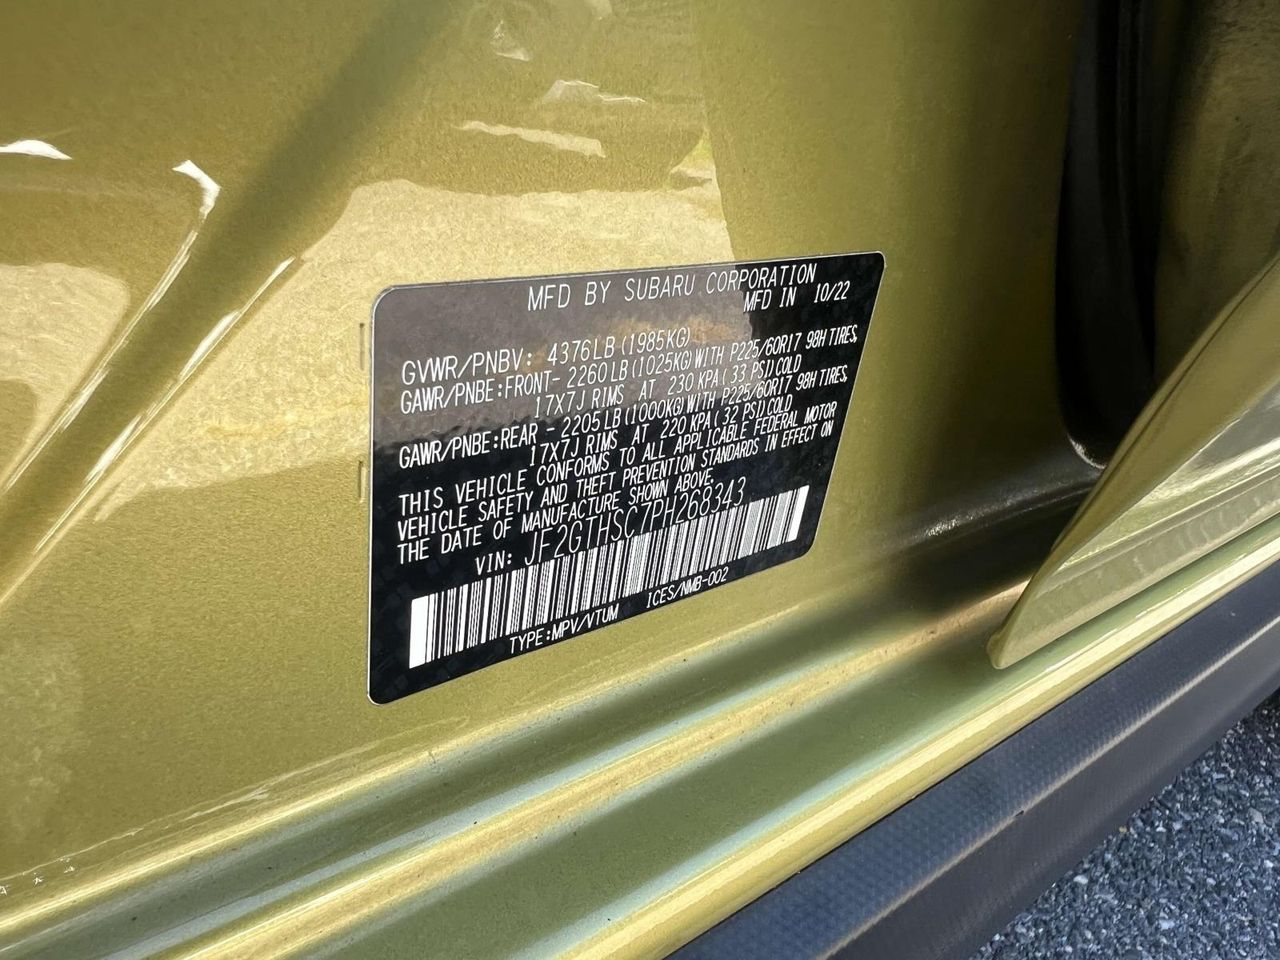 MFD BY SUBARU CORPORATION
MFD IN 10/22
GVWR/PNBV: 4376LB(1985KG)
GAWR/PNBE:FRONT- 2260LB(1025KG)WITH P225/60R17 98H TIRES,
17X7J RIMS AT 230 KPA( 33 PSI)COLD
GAWR/PNBE:REAR - 2205LB(1000KG)WITH P225/60R17 98H TIRES,
17X7J RIMS AT 220 KPA( 32 PSI)COLD
THIS VEHICLE CONFORMS TO ALL APPLICABLE FEDERAL MOTOR
VEHICLE SAFETY AND THEFT PREVENTION STANDARDS IN EFFECT ON
THE DATE OF MANUFACTURE SHOWN ABOVE.
VIN: JF2GTHSC7PH268343
TYPE:MPV/VTUM ICES/NMB-002